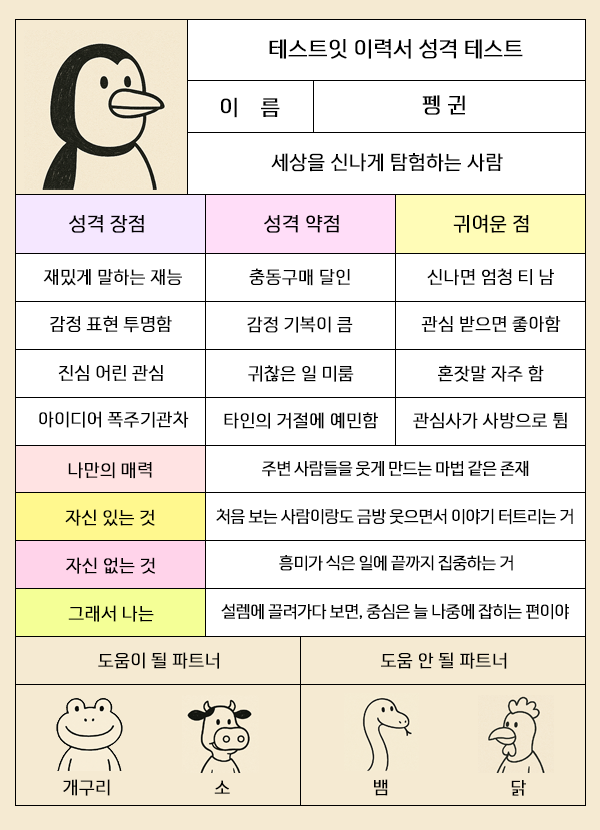 테스트잇 이력서 성격 테스트
이 름
펭 귄
세상을 신나게 탐험하는 사람
성격 장점 성격 약점 귀여운 점
재밌게 말하는 재능 충동구매 달인 신나면 엄청 티 남
감정 표현 투명함 감정 기복이 큼 관심 받으면 좋아함
진심 어린 관심 귀찮은 일 미룸 혼잣말 자주 함
아이디어 폭주기관차 타인의 거절에 예민함 관심사가 사방으로 튐
나만의 매력 주변 사람들을 웃게 만드는 마법 같은 존재
자신 있는 것 처음 보는 사람이랑도 금방 웃으면서 이야기 터트리는 거
자신 없는 것 흥미가 식은 일에 끝까지 집중하는 거
그래서 나는 설렘에 끌려가다 보면, 중심은 늘 나중에 잡히는 편이야
도움이 될 파트너 도움 안 될 파트너
개구리 소 뱀 닭